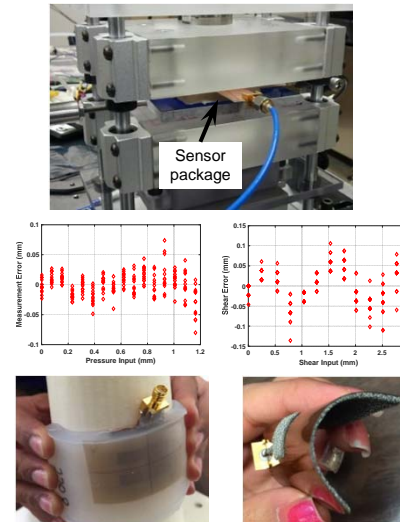 Sensor
package
Measurement Error (mm)
0.1
0.05
0
-0.05
-0.1
0 0.2 0.4 0.6 0.8 1 1.2
Pressure Input (mm)
Shear Error (mm)
0.15
0.1
0.05
0
-0.05
-0.1
-0.15
0 0.5 1 1.5 2 2.5
Shear Input (mm)